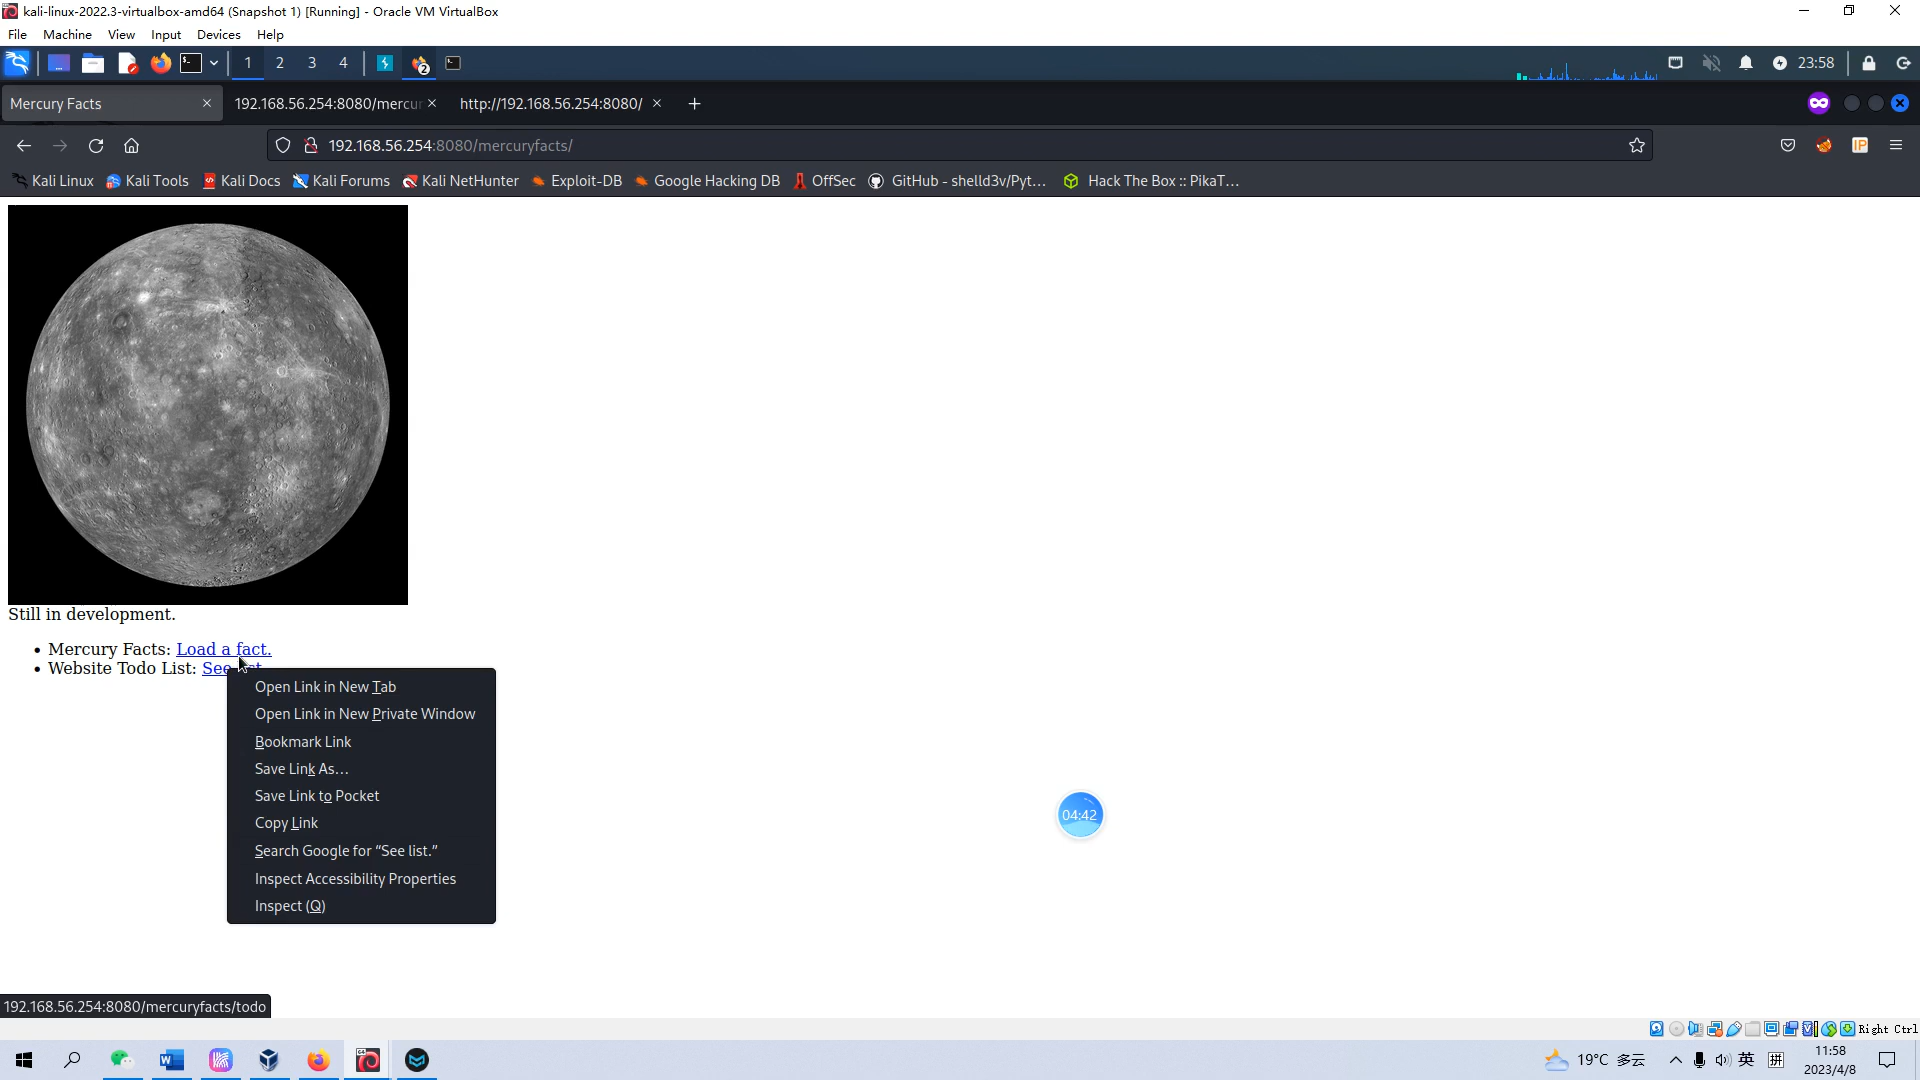 kali-linux-2022.3-virtualbox-amd64 (Snapshot 1) [Running] - Oracle VM VirtualBox
File Machine View Input Devices Help
1 2 3 4 2 23:58
Mercury Facts 192.168.56.254:8080/mercur http://192.168.56.254:8080/
192.168.56.254:8080/mercuryfacts/ IP
Kali Linux Kali Tools Kali Docs Kali Forums Kali NetHunter Exploit-DB Google Hacking DB OffSec GitHub - shelld3v/Pyt... Hack The Box :: PikaT...
Still in development.
• Mercury Facts: Load a fact.
• Website Todo List: See
Open Link in New Tab
Open Link in New Private Window
Bookmark Link
Save Link As...
Save Link to Pocket
Copy Link
Search Google for “See list.”
Inspect Accessibility Properties
Inspect (Q)
04:42
192.168.56.254:8080/mercuryfacts/todo
Right Ctrl
19°C 多云 英 拼 11:58
2023/4/8